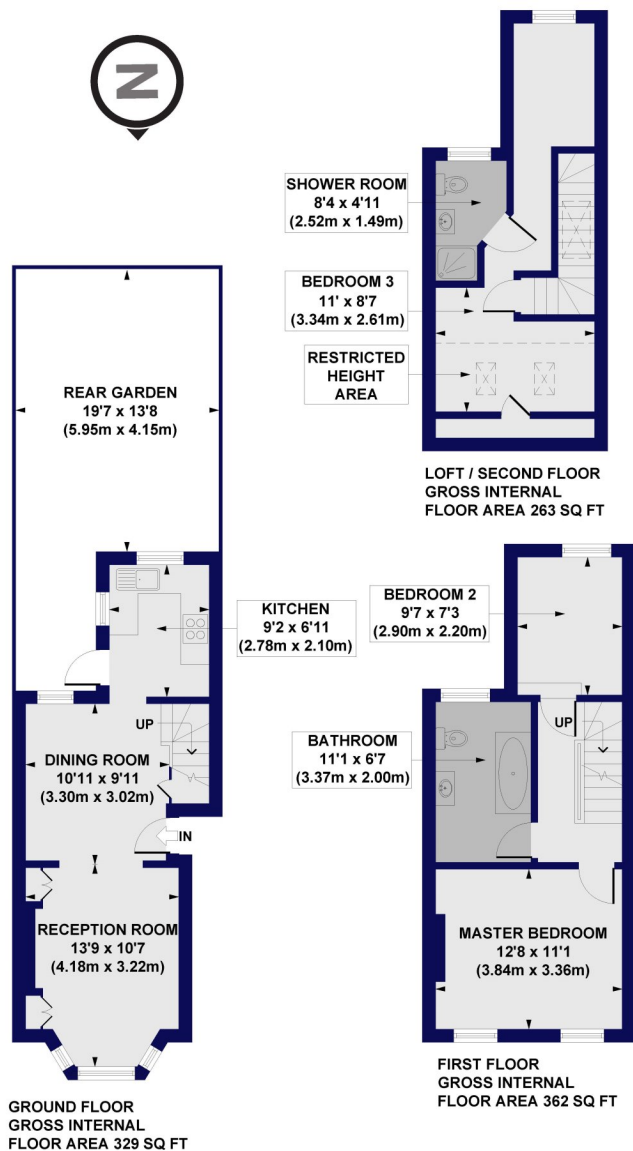 N
SHOWER ROOM
8'4 x 4'11
(2.52m x 1.49m)
BEDROOM 3
11' x 8'7
(3.34m x 2.61m)
RESTRICTED
HEIGHT
AREA
LOFT / SECOND FLOOR
GROSS INTERNAL
FLOOR AREA 263 SQ FT
REAR GARDEN
19'7 x 13'8
(5.95m x 4.15m)
KITCHEN
9'2 x 6'11
(2.78m x 2.10m)
UP
DINING ROOM
10'11 x 9'11
(3.30m x 3.02m)
IN
RECEPTION ROOM
13'9 x 10'7
(4.18m x 3.22m)
GROUND FLOOR
GROSS INTERNAL
FLOOR AREA 329 SQ FT
BEDROOM 2
9'7 x 7'3
(2.90m x 2.20m)
UP
BATHROOM
11'1 x 6'7
(3.37m x 2.00m)
MASTER BEDROOM
12'8 x 11'1
(3.84m x 3.36m)
FIRST FLOOR
GROSS INTERNAL
FLOOR AREA 362 SQ FT